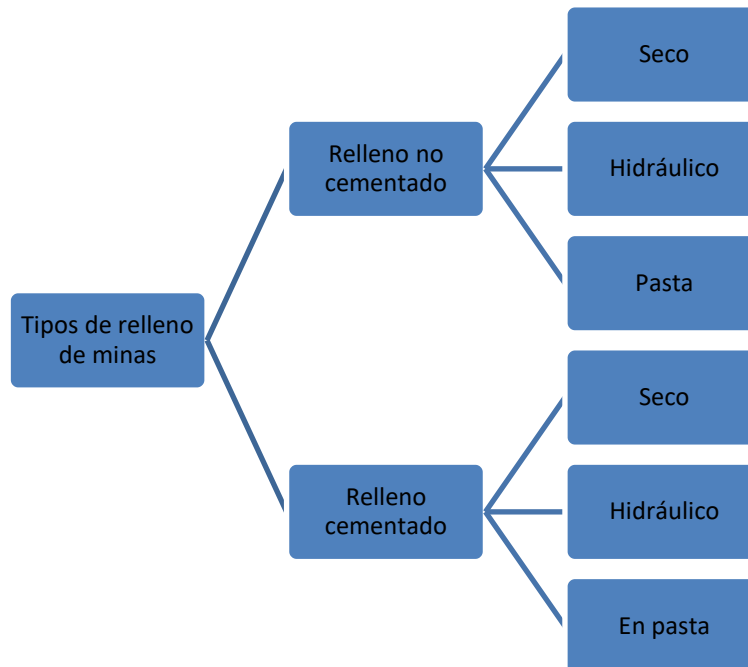 Tipos de relleno
de minas
Relleno no
cementado
Seco
Hidráulico
Pasta
Relleno
cementado
Seco
Hidráulico
En pasta